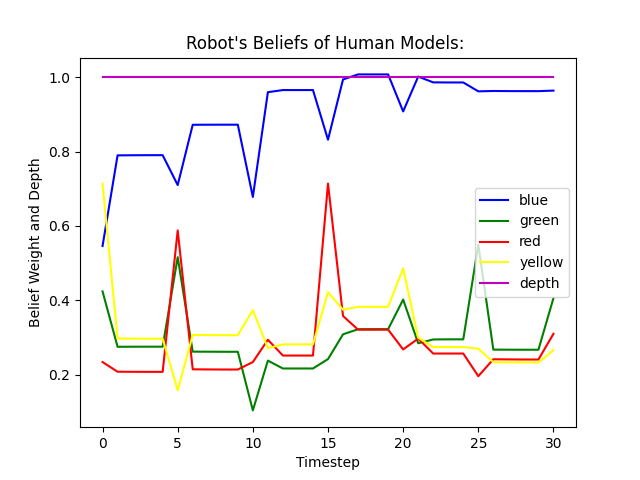 Robot's Beliefs of Human Models:
Belief Weight and Depth
1.0
0.8
0.6
0.4
0.2
blue
green
red
yellow
depth
0 5 10 15 20 25 30
Timestep